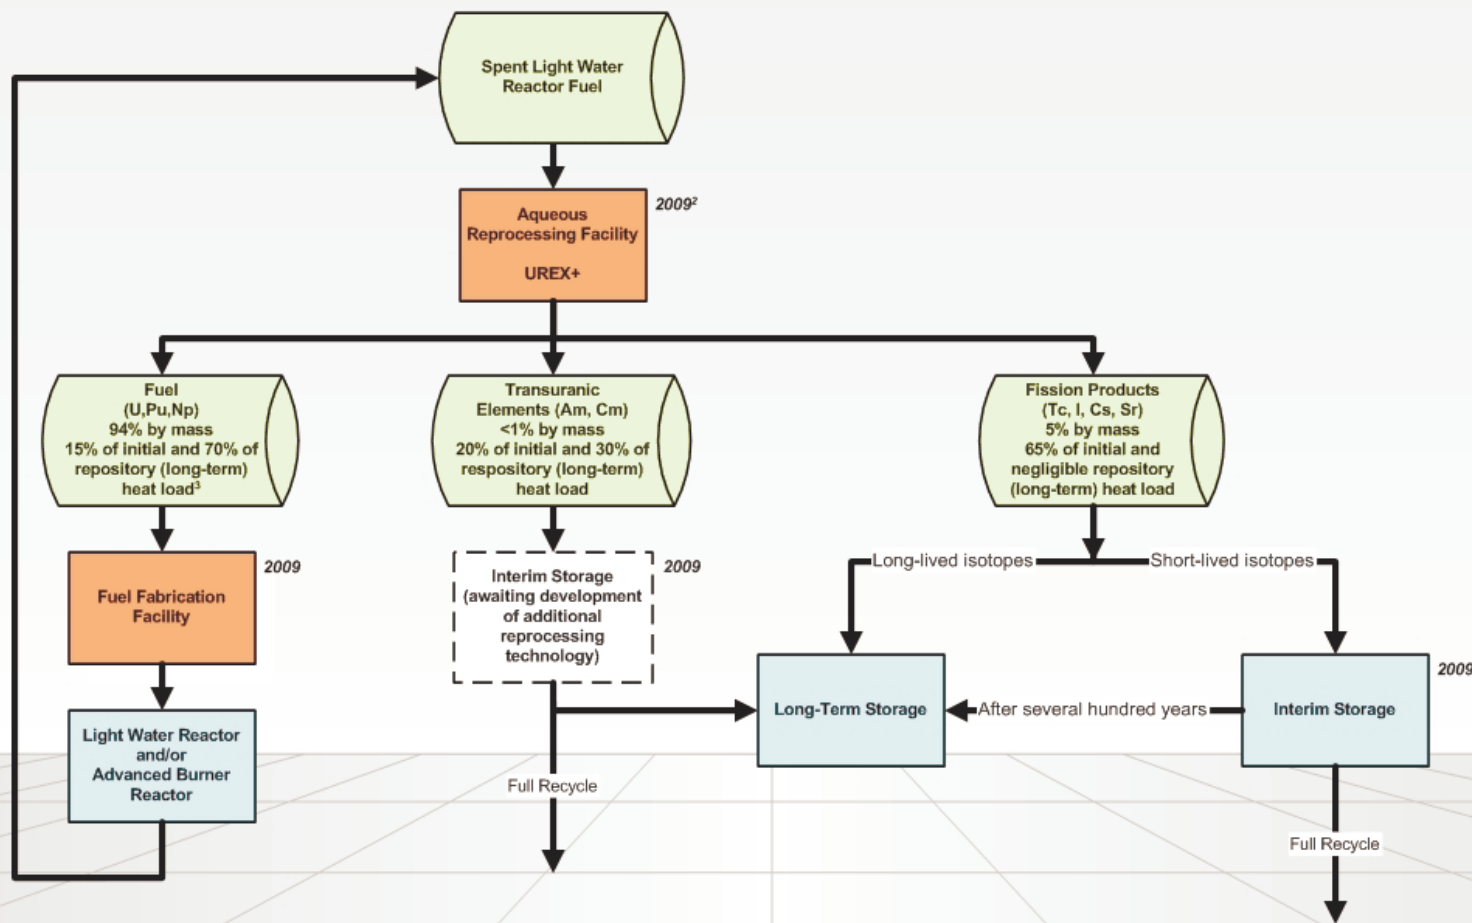 Spent Light Water
Reactor Fuel
Aqueous
Reprocessing Facility
UREX+
2009²
Fuel
(U,Pu,Np)
94% by mass
15% of initial and 70% of
repository (long-term)
heat load³
Transuranic
Elements (Am, Cm)
<1% by mass
20% of initial and 30% of
respository (long-term)
heat load
Fission Products
(Tc, I, Cs, Sr)
5% by mass
65% of initial and
negligible repository
(long-term) heat load
Fuel Fabrication
Facility
2009
Interim Storage
(awaiting development
of additional
reprocessing
technology)
2009
Long-lived isotopes
Short-lived isotopes
Light Water Reactor
and/or
Advanced Burner
Reactor
Long-Term Storage
After several hundred years
Interim Storage
2009
Full Recycle
Full Recycle